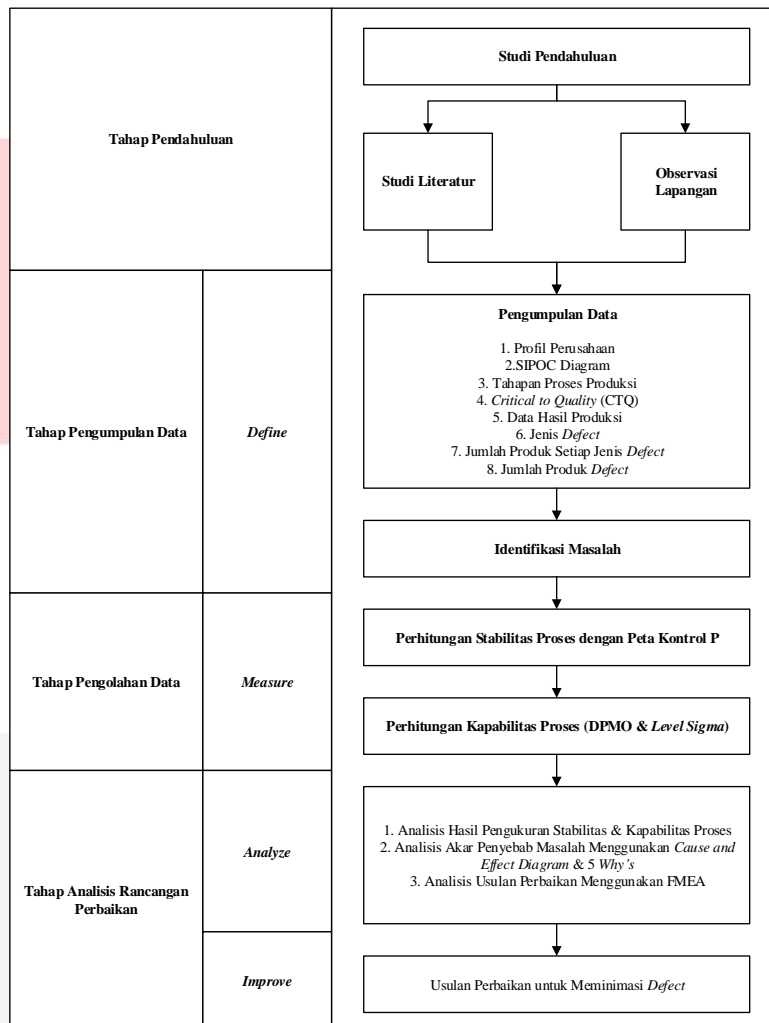 Tahap Pendahuluan
Studi Pendahuluan
Studi Literatur
Observasi
Lapangan
Tahap Pengumpulan Data
Define
Pengumpulan Data
1. Profil Perusahaan
2.SIPOC Diagram
3. Tahapan Proses Produksi
4. Critical to Quality (CTQ)
5. Data Hasil Produksi
6. Jenis Defect
7. Jumlah Produk Setiap Jenis Defect
8. Jumlah Produk Defect
Identifikasi Masalah
Tahap Pengolahan Data
Measure
Perhitungan Stabilitas Proses dengan Peta Kontrol P
Perhitungan Kapabilitas Proses (DPMO & Level Sigma)
Tahap Analisis Rancangan
Perbaikan
Analyze
1. Analisis Hasil Pengukuran Stabilitas & Kapabilitas Proses
2. Analisis Akar Penyebab Masalah Menggunakan Cause and
Effect Diagram & 5 Why's
3. Analisis Usulan Perbaikan Menggunakan FMEA
Improve
Usulan Perbaikan untuk Meminimasi Defect